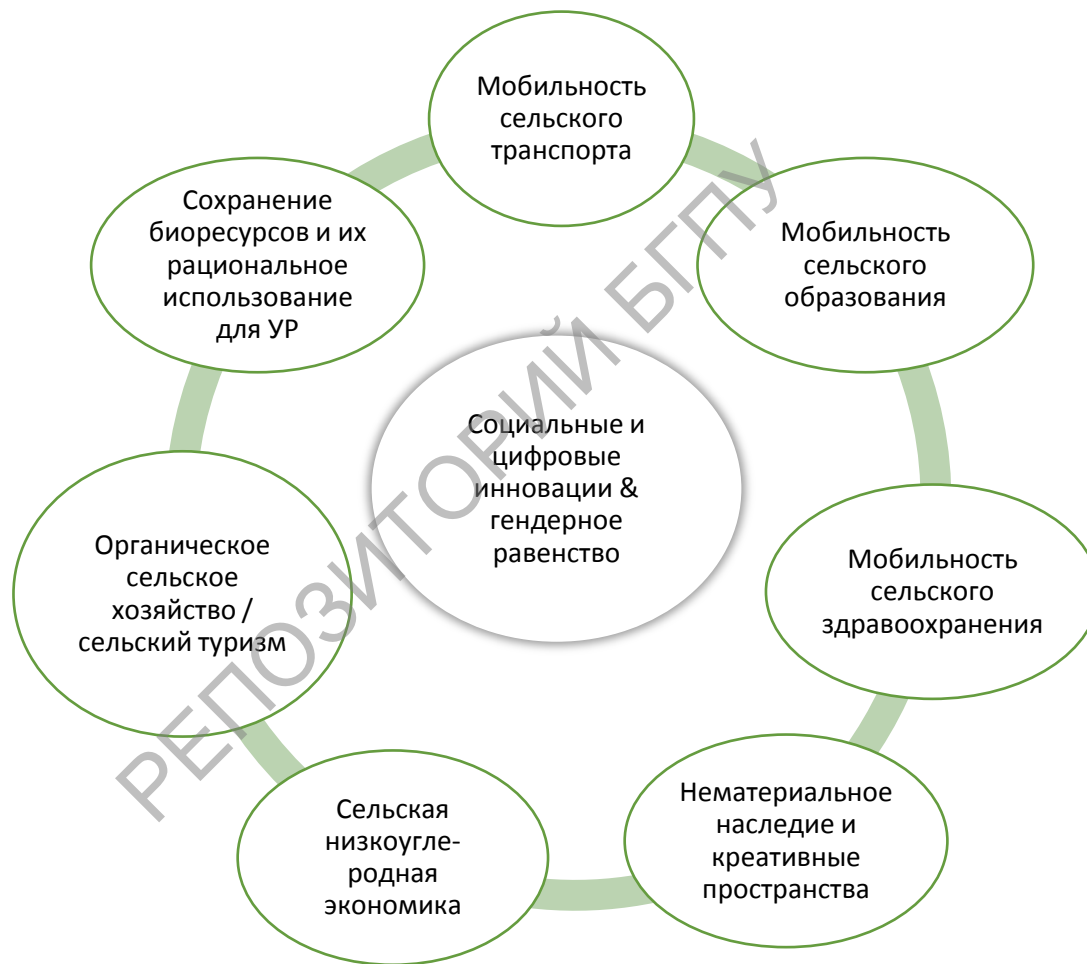 Мобильность
сельского
транспорта
Мобильность
сельского
образования
Мобильность
сельского
здравоохранения
Нематериальное
наследие и
креативные
пространства
Сельская
низкоугле-
родная
экономика
Органическое
сельское
хозяйство /
сельский туризм
Сохранение
биоресурсов и их
рациональное
использование
для УР
Социальные и
цифровые
инновации &
гендерное
равенство
РЕПОЗИТОРИЙ БГПУ